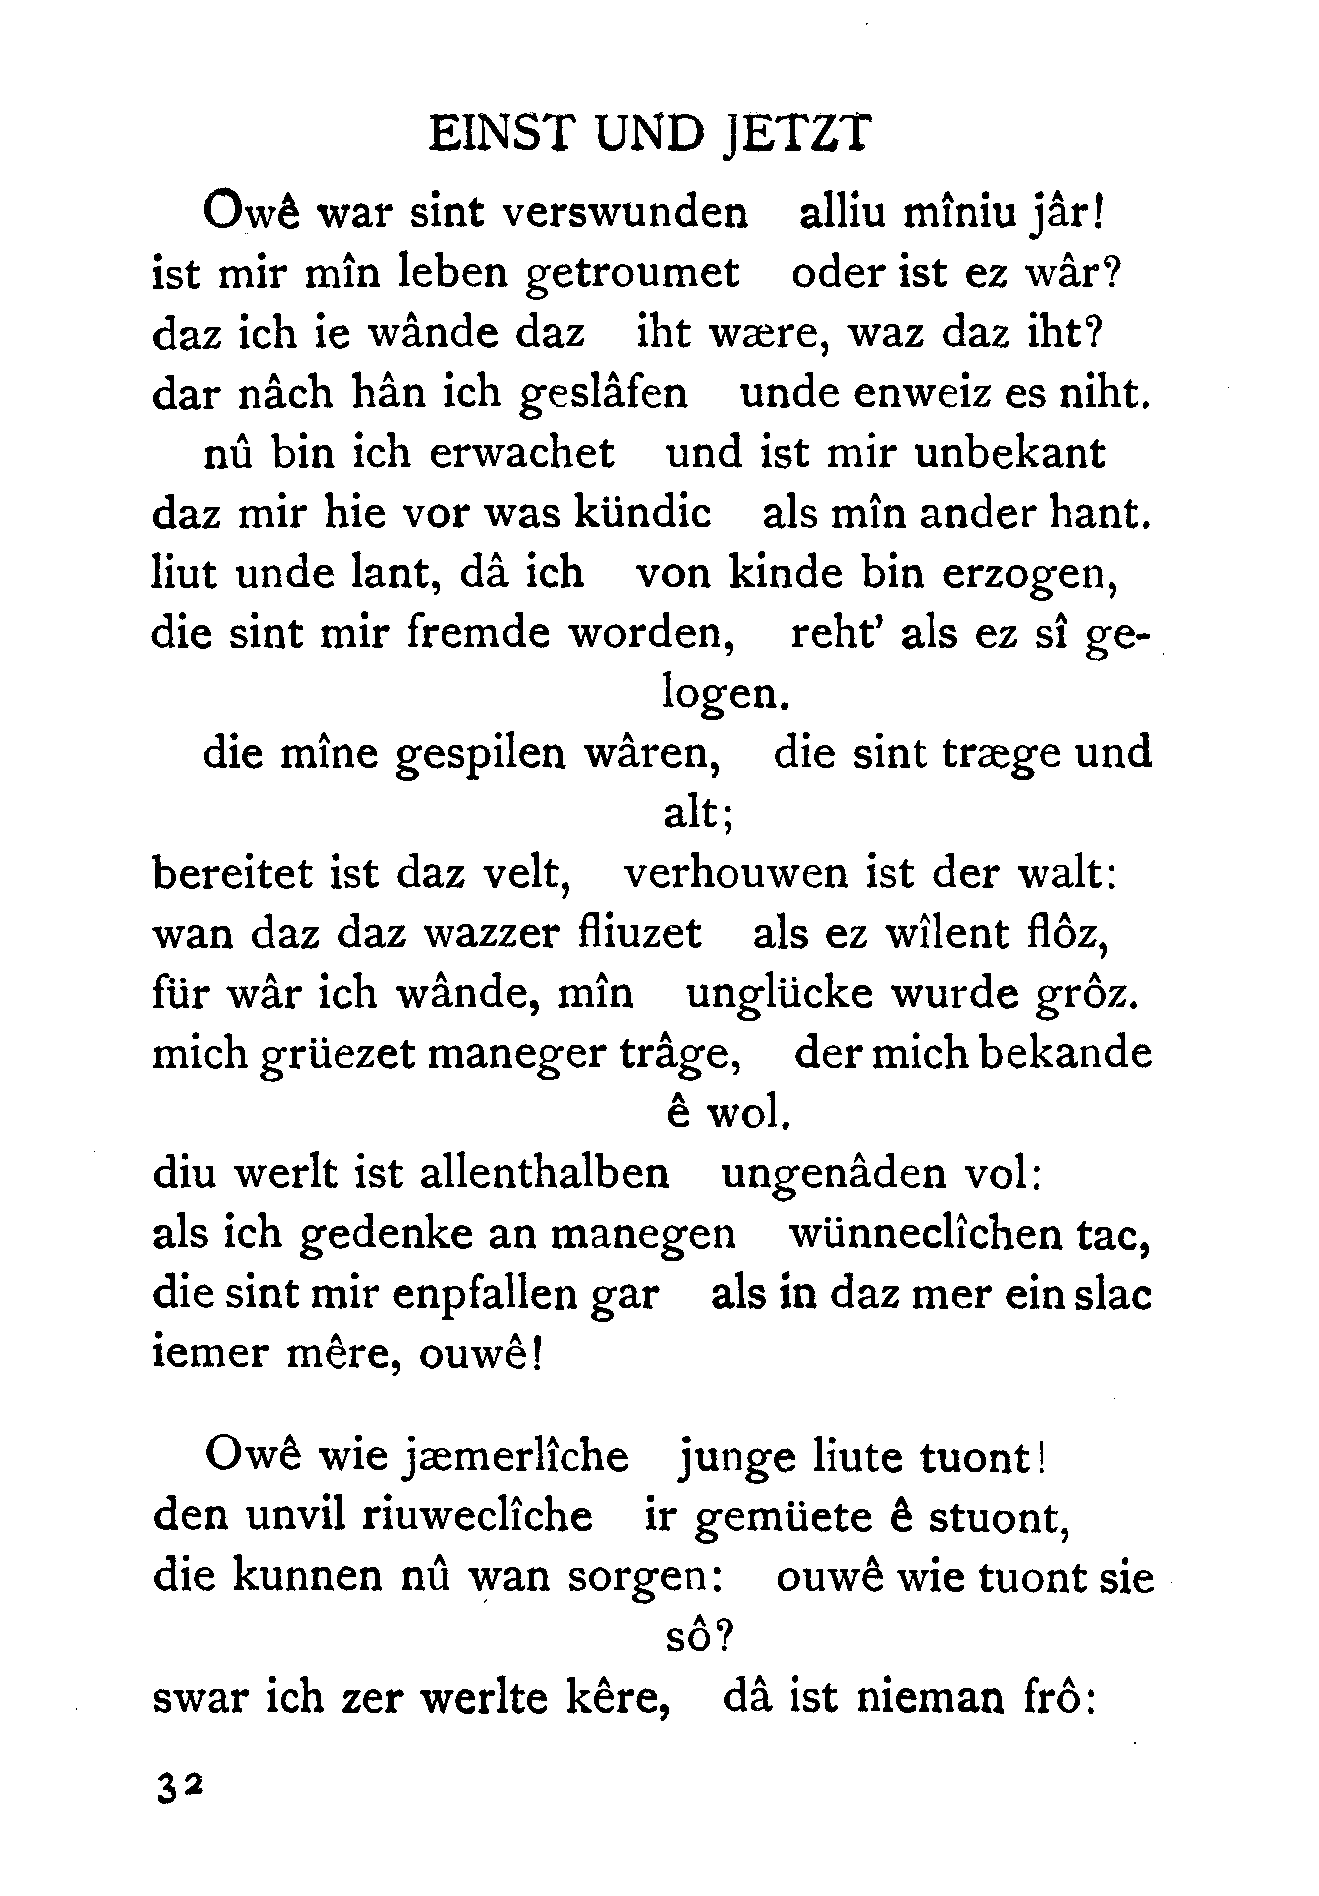 EINST UND JETZT
Owê war sint verswunden alliu mîniu jâr!
ist mir mîn leben getroumet oder ist ez wâr?
daz ich ie wânde daz iht wære, waz daz iht?
dar nâch hân ich geslâfen unde enweiz es niht.
nû bin ich erwachet und ist mir unbekant
daz mir hie vor was kündic als mîn ander hant.
liut unde lant, dâ ich von kinde bin erzogen,
die sint mir fremde worden, reht' als ez sî ge-
logen.
die mîne gespilen wâren, die sint træge und
alt;
bereitet ist daz velt, verhouwen ist der walt:
wan daz daz wazzer fliuzet als ez wîlent flôz,
für wâr ich wânde, mîn unglücke wurde grôz.
mich grüezet maneger trâge, der mich bekande
ê wol.
diu werlt ist allenthalben ungenâden vol:
als ich gedenke an manegen wünneclîchen tac,
die sint mir enpfallen gar als in daz mer ein slac
iemer mêre, ouwê!
Owê wie jæmerlîche junge liute tuont!
den unvil riuweclîche ir gemüete ê stuont,
die kunnen nû wan sorgen: ouwê wie tuont sie
sô?
swar ich zer werlte kêre, dâ ist nieman frô:
32